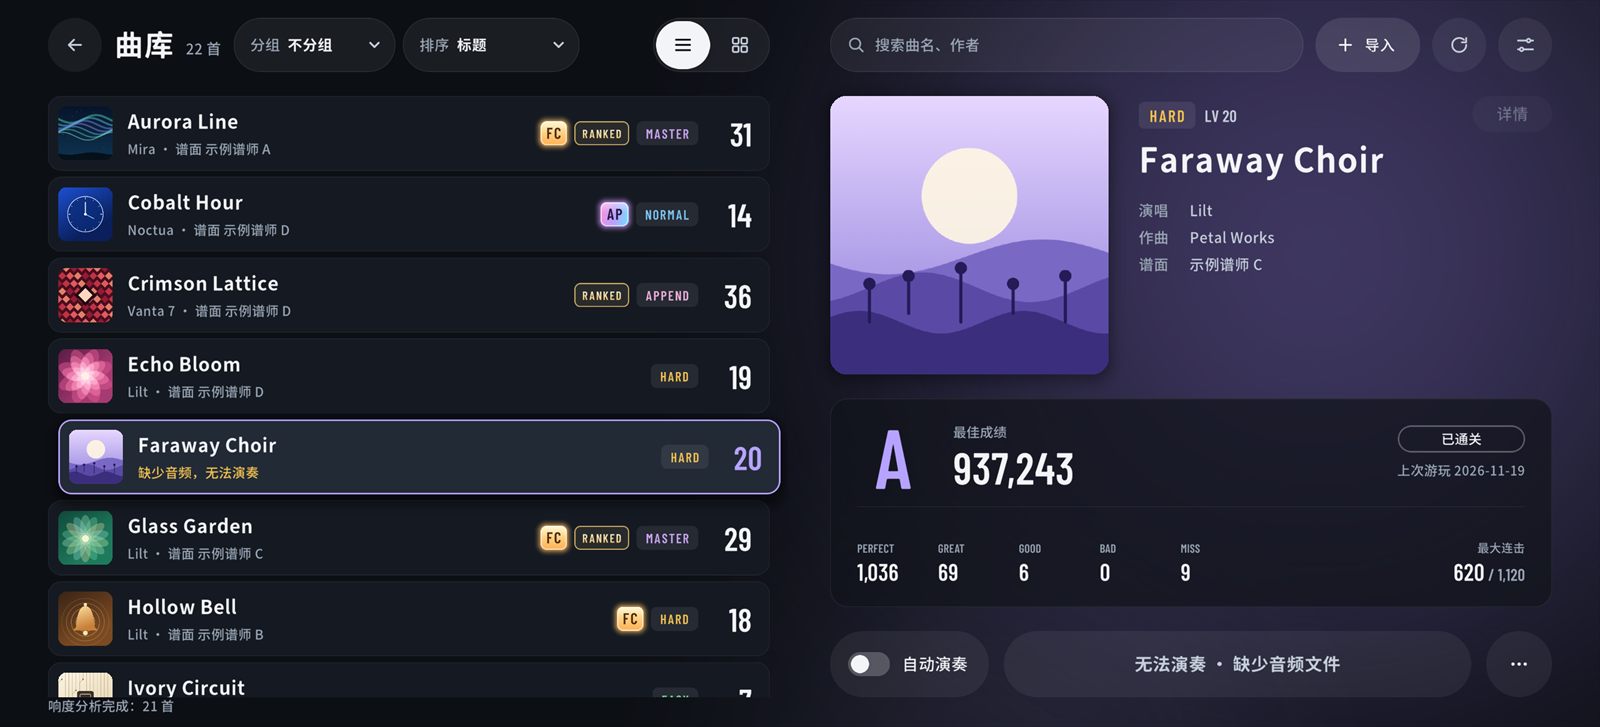 曲库 22 首 分组 不分组 排序 标题
搜索曲名、作者 导入
Aurora Line
Mira · 谱面 示例谱师 A
FC RANKED MASTER 31
Cobalt Hour
Noctua · 谱面 示例谱师 D
AP NORMAL 14
Crimson Lattice
Vanta 7 · 谱面 示例谱师 D
RANKED APPEND 36
Echo Bloom
Lilt · 谱面 示例谱师 D
HARD 19
Faraway Choir
缺少音频，无法演奏
HARD 20
Glass Garden
Lilt · 谱面 示例谱师 C
FC RANKED MASTER 29
Hollow Bell
Lilt · 谱面 示例谱师 B
FC HARD 18
Ivory Circuit
响度分析完成：21 首
HARD LV 20 详情
Faraway Choir
演唱 Lilt
作曲 Petal Works
谱面 示例谱师 C
A 最佳成绩 已通关
937,243 上次游玩 2026-11-19
PERFECT GREAT GOOD BAD MISS 最大连击
1,036 69 6 0 9 620 / 1,120
自动演奏 无法演奏 · 缺少音频文件